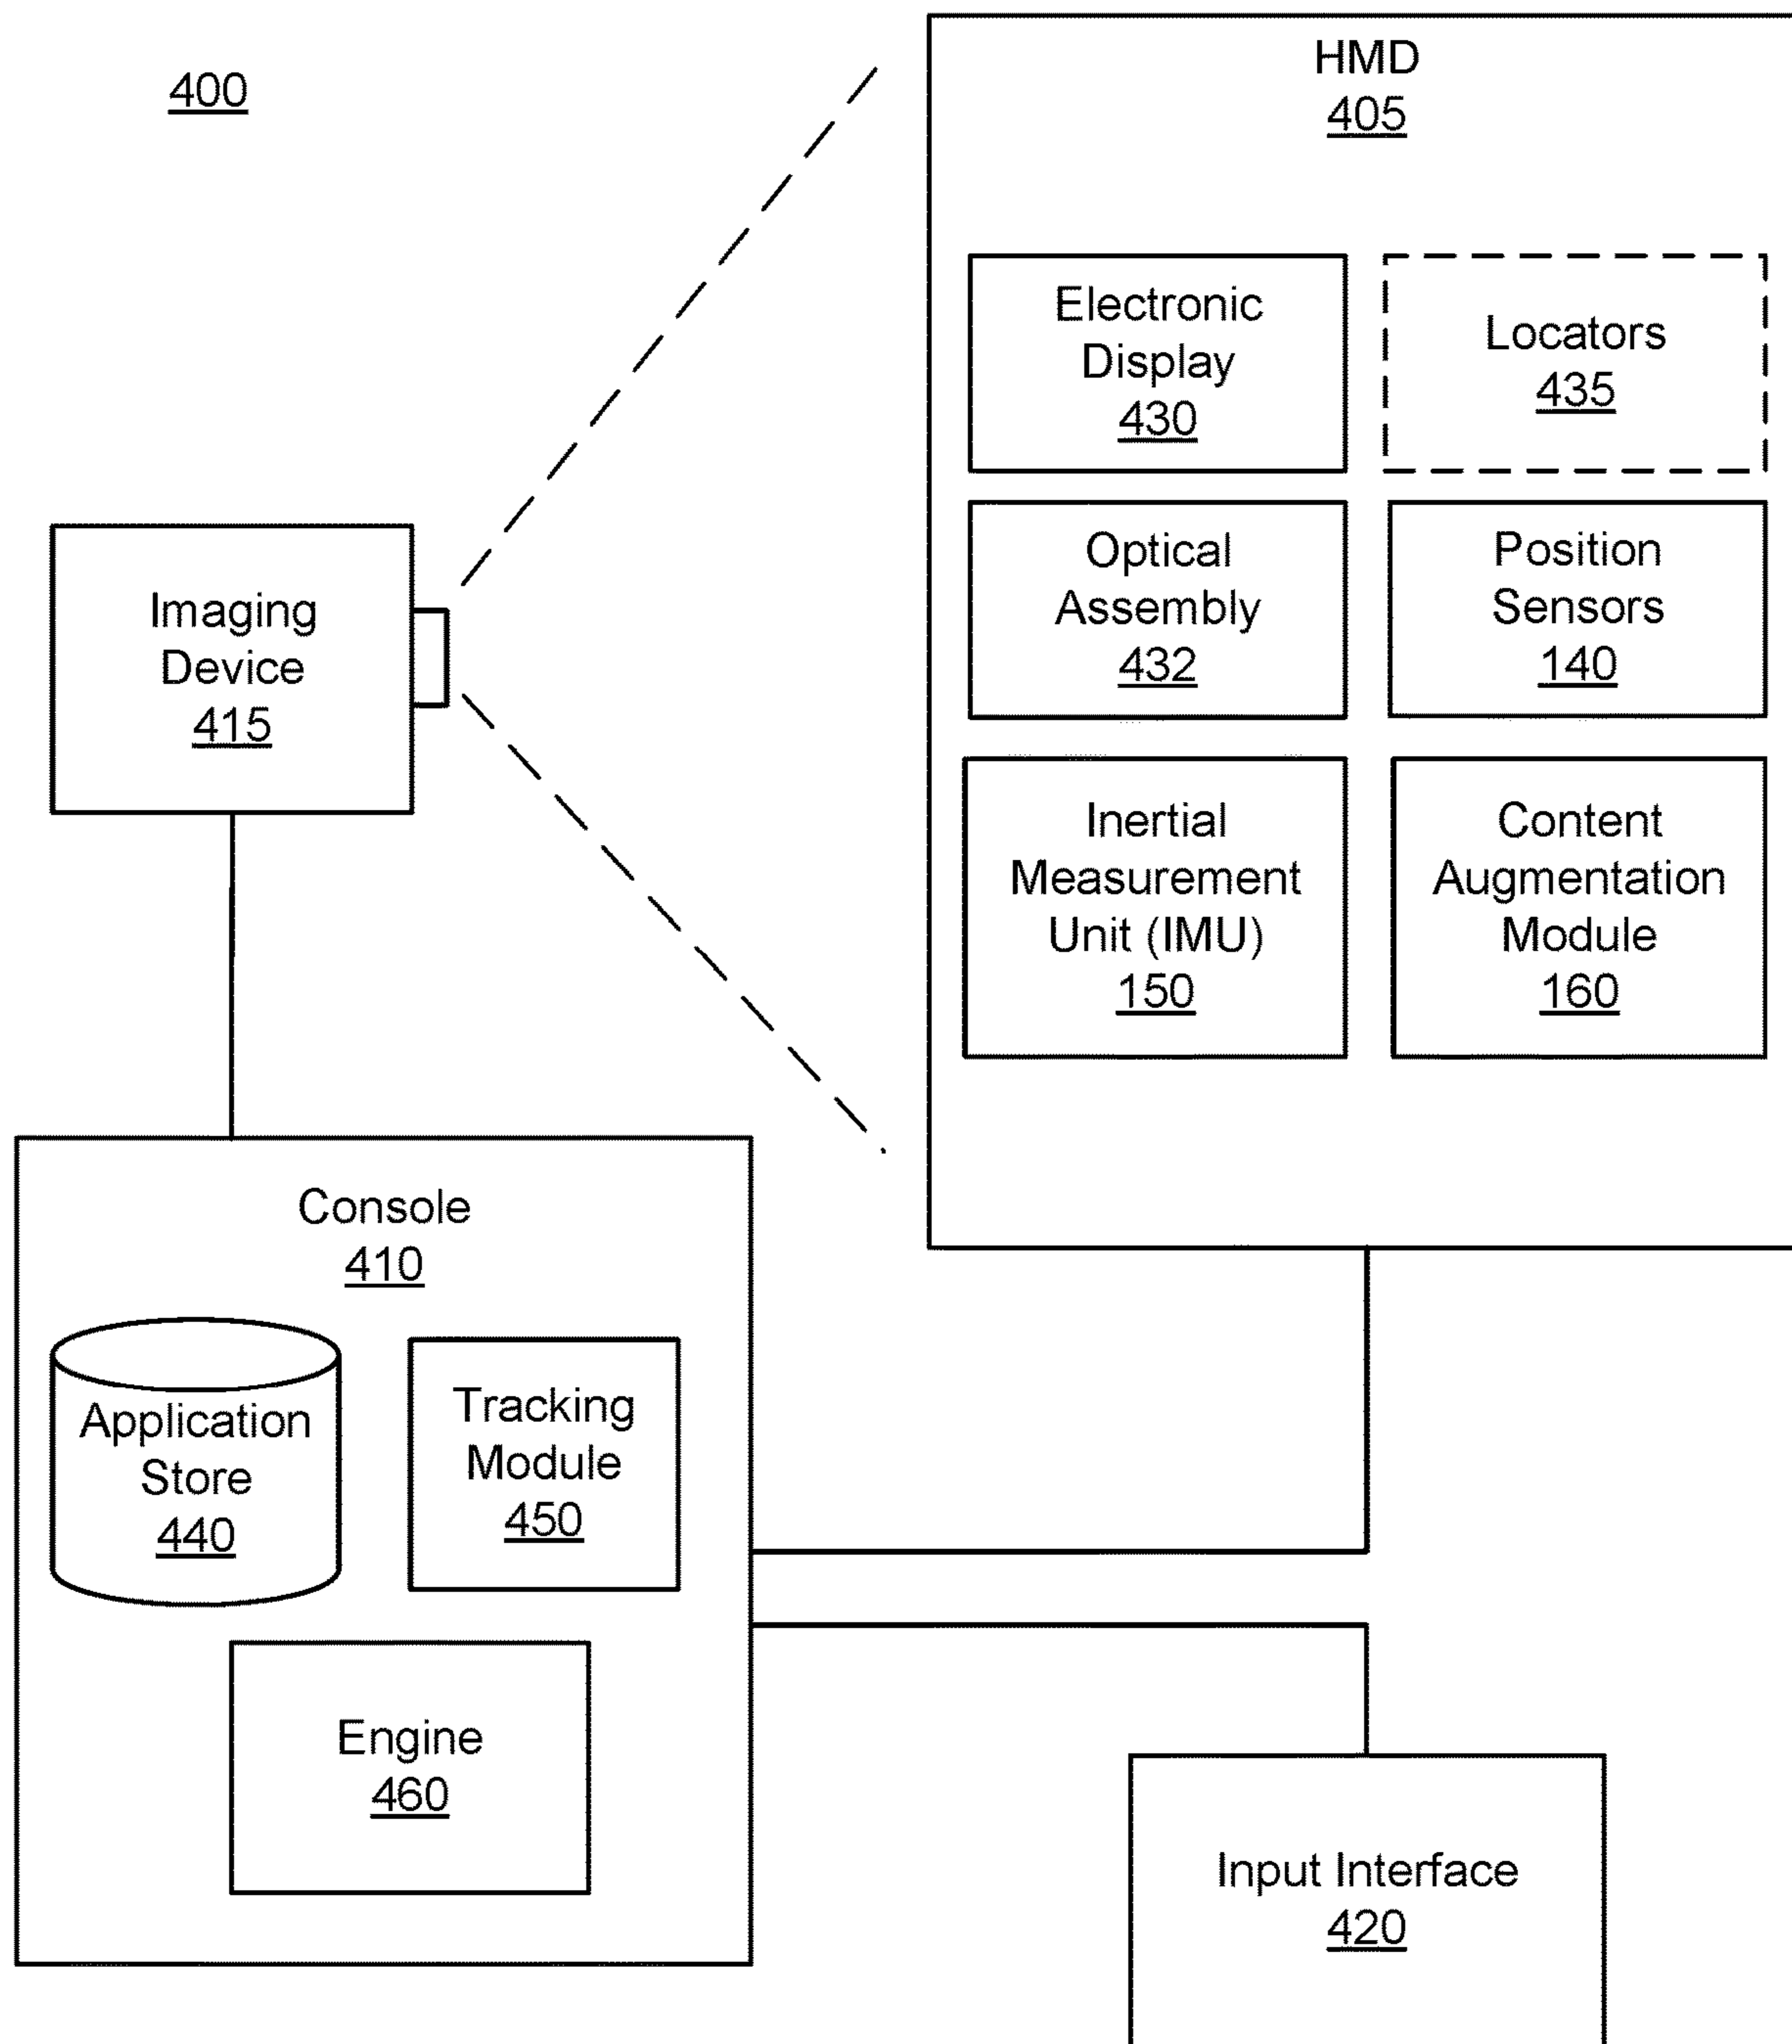 400
HMD
405
Electronic
Display
430
Locators
435
Optical
Assembly
432
Position
Sensors
140
Inertial
Measurement
Unit (IMU)
150
Content
Augmentation
Module
160
Imaging
Device
415
Console
410
Application
Store
440
Tracking
Module
450
Engine
460
Input Interface
420